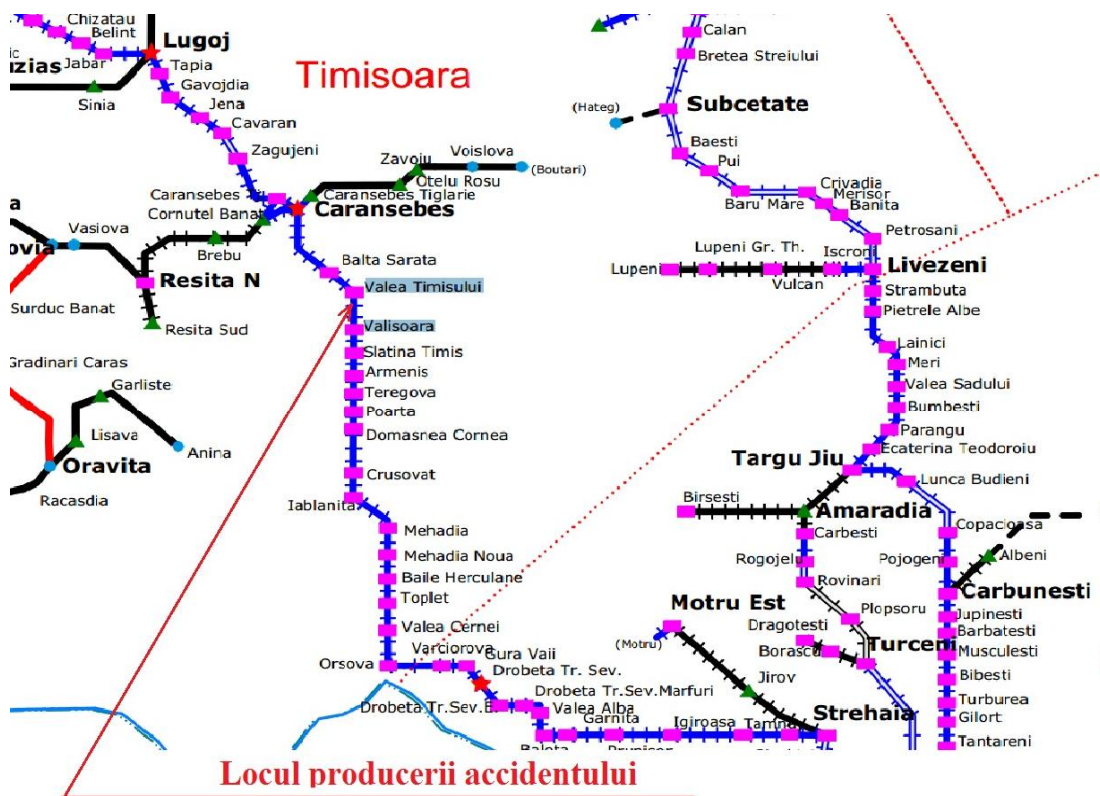 Chizatau
Belint
Jabar
Lugoj
uzias
Tapia
Sinia
Gavojdia
Jena
Cavaran
Zagujeni
Timisoara
Zavoiu
Voislova
(Boutari)
Otelu Rosu
Caransebes Tiglarie
Caransebes
Cornutel Banat
Caransebes
Vasiova
Brebu
Resita N
Surduc Banat
Resita Sud
Balta Sarata
Valea Timisului
Valisoara
Slatina Timis
Armenis
Teregova
Poarta
Domasnea Cornea
Crusovat
Iablanita
Mehadia
Mehadia Noua
Baile Herculane
Toplet
Valea Cernei
Orsova
Varciorova
Gura Vaii
Drobeta Tr. Sev.
Drobeta Tr.Sev.Marfuri
Valea Alba
Garnita
Igiroasa
Gradinari Caras
Garliste
Lisava
Anina
Oravita
Racasdia
Calan
Bretea Streiului
(Hateg)
Subcetate
Baesti
Pui
Baru Mare
Crivadia
Merisor
Banita
Petrosani
Lupeni Gr. Th.
Iscroni
Lupeni
Vulcan
Livezeni
Strambuta
Pietrele Albe
Lainici
Meri
Valea Sadului
Bumbesti
Parangu
Ecaterina Teodoroiu
Targu Jiu
Lunca Budieni
Birsesti
Amaradia
Carbesti
Copacioasa
Albeni
Rogojelu
Pojogeni
Rovinari
Carbunesti
Motru Est
Plopsoru
Dragotesti
Jupinesti
Barbatesti
(Motru)
Borascu
Turceni
Musculesti
Jirov
Bibesti
Turburea
Strehaia
Gilort
Tantareni
Locul producerii accidentului